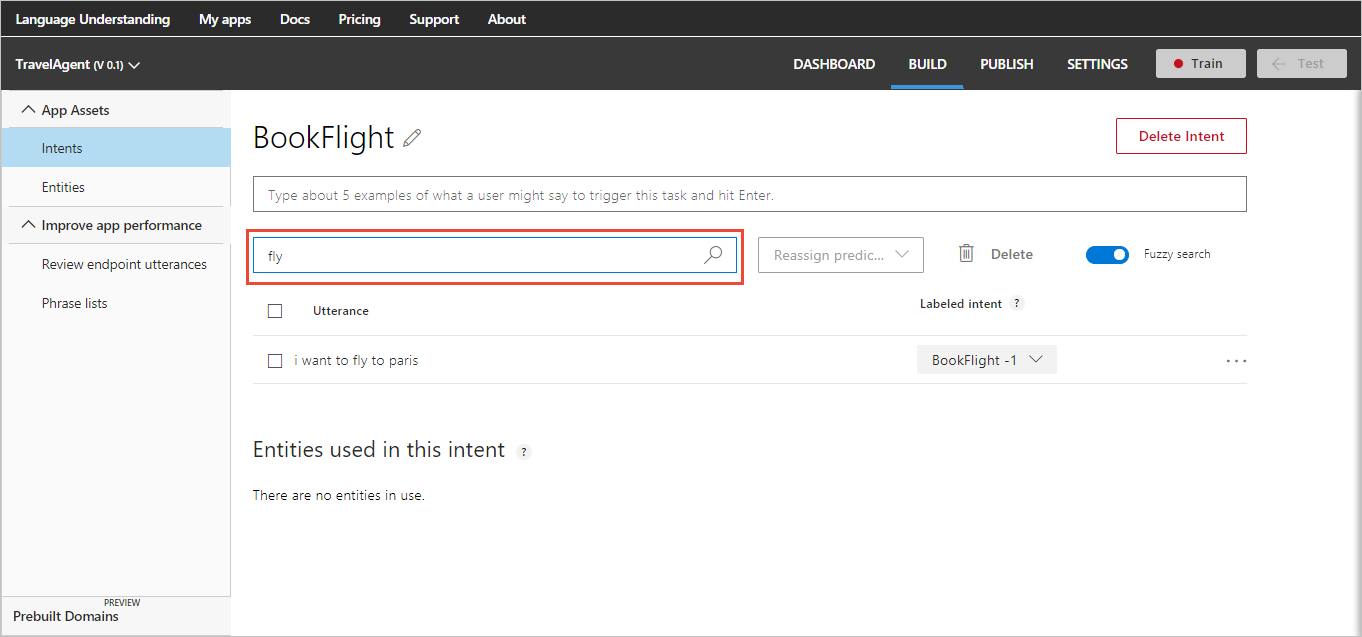 Language Understanding My apps Docs Pricing Support About
TravelAgent (V 0.1) DASHBOARD BUILD PUBLISH SETTINGS Train Test
App Assets
Intents
Entities
Improve app performance
Review endpoint utterances
Phrase lists
PREVIEW
Prebuilt Domains
BookFlight Delete Intent
Type about 5 examples of what a user might say to trigger this task and hit Enter.
fly Reassign predic... Delete Fuzzy search
Utterance Labeled intent ?
i want to fly to paris BookFlight -1 ...
Entities used in this intent ?
There are no entities in use.